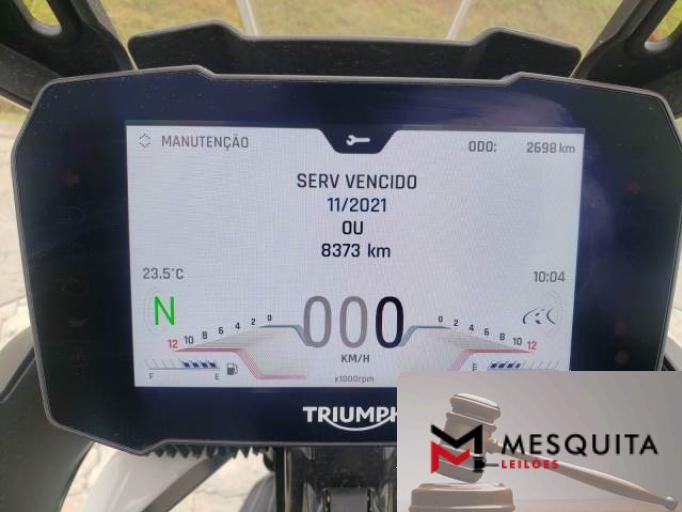 MANUTENÇÃO
ODO: 2698 km
SERV VENCIDO
11/2021
OU
8373 km
23.5°C
10:04
N
000
12 10 8 6 4 2 0
0 2 4 6 8 10 12
KM/H
F E
x1000rpm
TRIUMPH
MESQUITA
LEILÕES